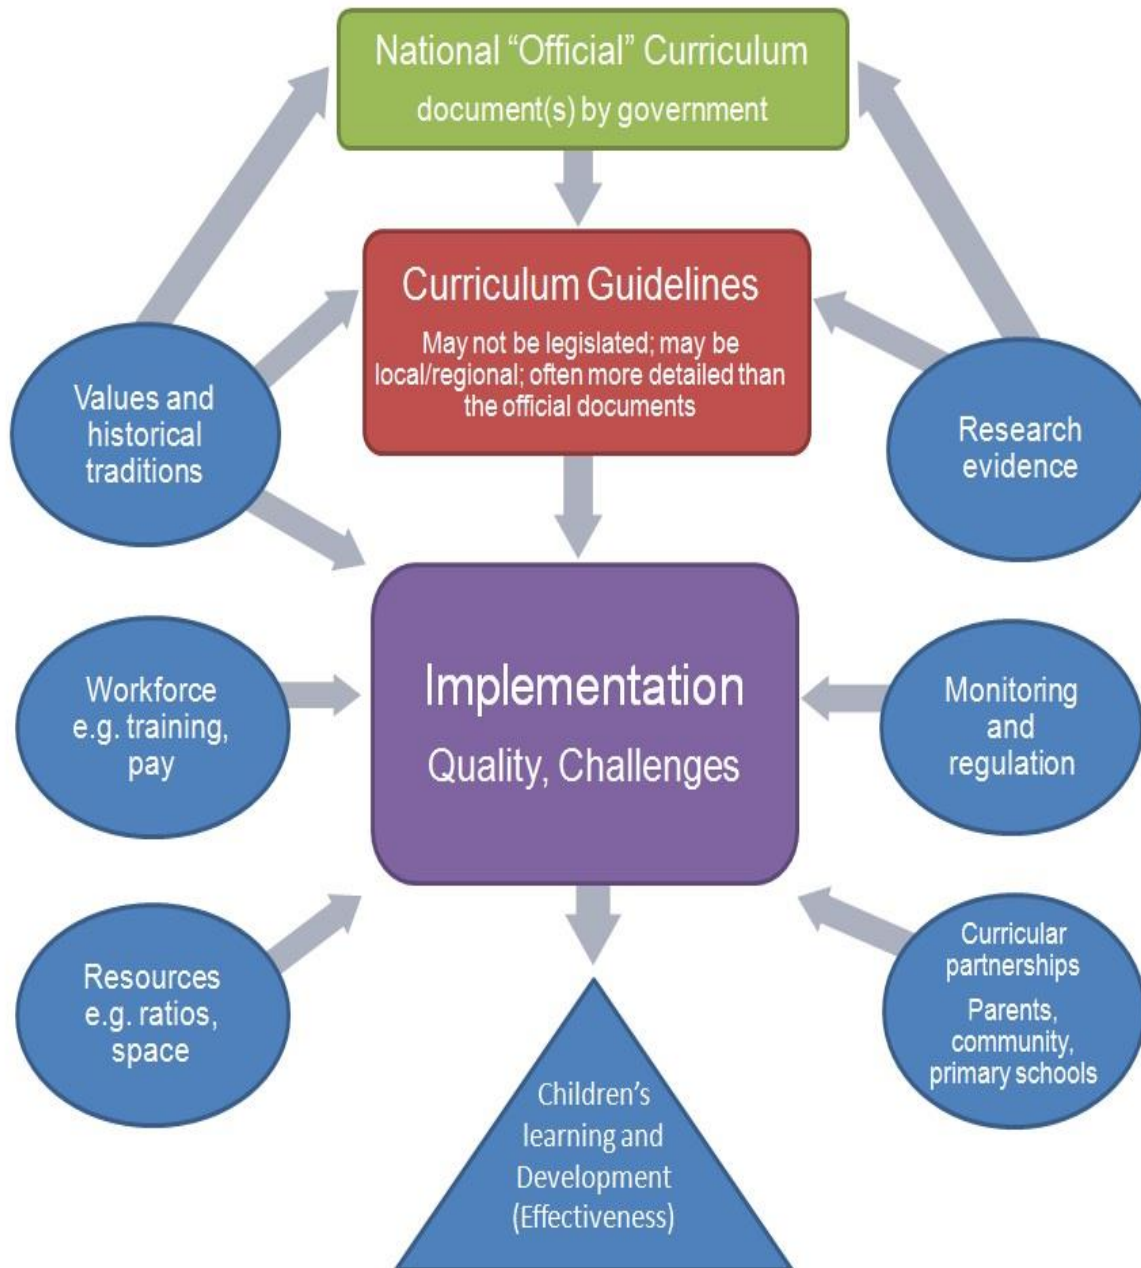 National “Official” Curriculum
document(s) by government
Curriculum Guidelines
May not be legislated; may be
local/regional; often more detailed than
the official documents
Values and
historical
traditions
Research
evidence
Implementation
Quality, Challenges
Workforce
e.g. training,
pay
Monitoring
and
regulation
Resources
e.g. ratios,
space
Curricular
partnerships
Parents,
community,
primary schools
Children’s
learning and
Development
(Effectiveness)